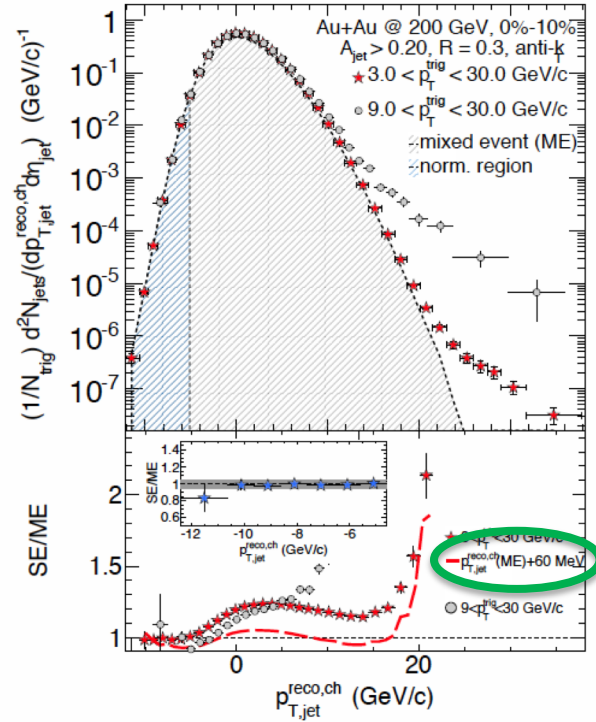 Au+Au @ 200 GeV, 0%-10%
A_jet > 0.20, R = 0.3, anti-k_T
3.0 < p_T^trig < 30.0 GeV/c
9.0 < p_T^trig < 30.0 GeV/c
mixed event (ME)
norm. region
(1/N_trig) d²N_jets/(dp_T,jet^reco,ch dη_jet) (GeV/c)⁻¹
1
10⁻¹
10⁻²
10⁻³
10⁻⁴
10⁻⁵
10⁻⁶
10⁻⁷
SE/ME
2
1.5
1
SE/ME
1.4
1.2
1
0.8
0.6
-12 -10 -8 -6 -4
p_T,jet^reco,ch (GeV/c)
<30 GeV/c
p_T,jet^reco,ch(ME)+60 MeV
9<p_T^trig<30 GeV/c
0 20
p_T,jet^reco,ch (GeV/c)